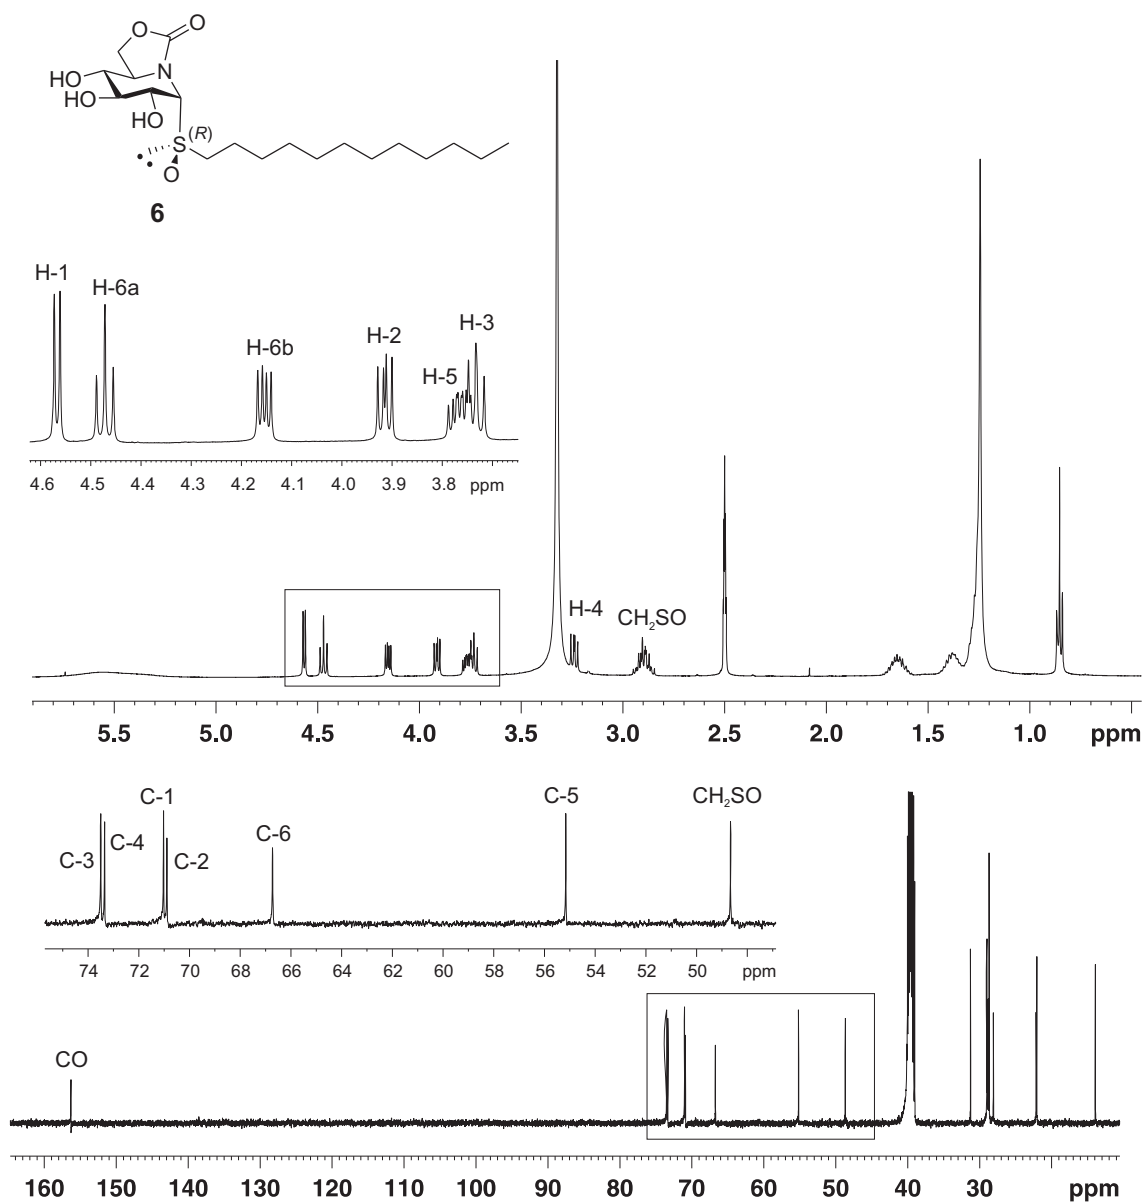 O O
N
HO
HO
HO
S (R)
O
6
H-1
H-6a
H-6b
H-2
H-5
H-3
4.6 4.5 4.4 4.3 4.2 4.1 4.0 3.9 3.8 ppm
H-4
CH₂SO
5.5 5.0 4.5 4.0 3.5 3.0 2.5 2.0 1.5 1.0 ppm
C-3
C-4
C-1
C-2
C-6
C-5
CH₂SO
74 72 70 68 66 64 62 60 58 56 54 52 50 ppm
CO
160 150 140 130 120 110 100 90 80 70 60 50 40 30 ppm